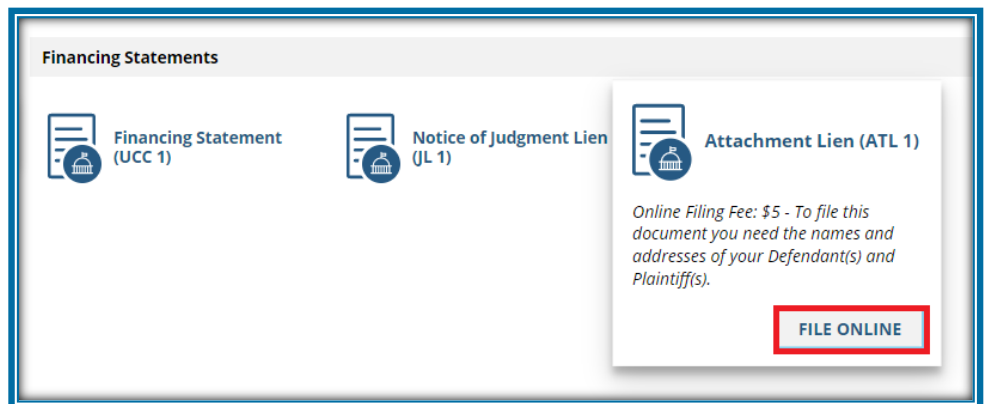 Financing Statements
Financing Statement
(UCC 1)
Notice of Judgment Lien
(JL 1)
Attachment Lien (ATL 1)
Online Filing Fee: $5 - To file this
document you need the names and
addresses of your Defendant(s) and
Plaintiff(s).
FILE ONLINE